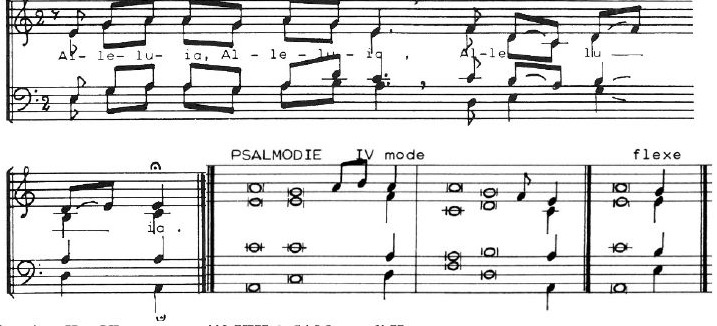 Al- le- lu- ia, Al - le - lu- ia , Al-le lu
PSALMODIE IV mode flexe
ia .